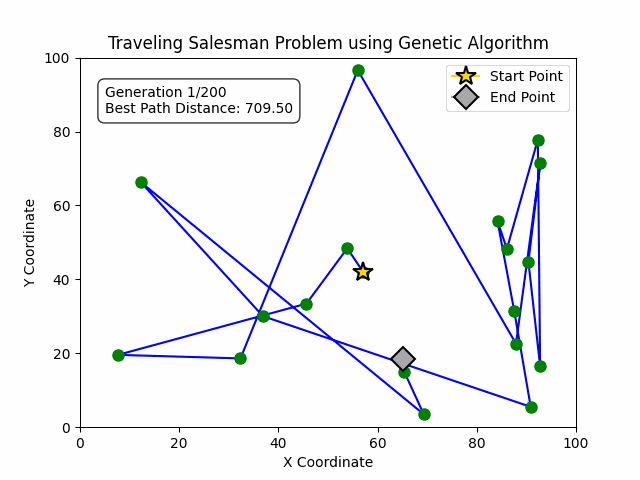 Traveling Salesman Problem using Genetic Algorithm
Generation 1/200
Best Path Distance: 709.50
Start Point
End Point
100
80
60
40
20
0
Y Coordinate
0 20 40 60 80 100
X Coordinate